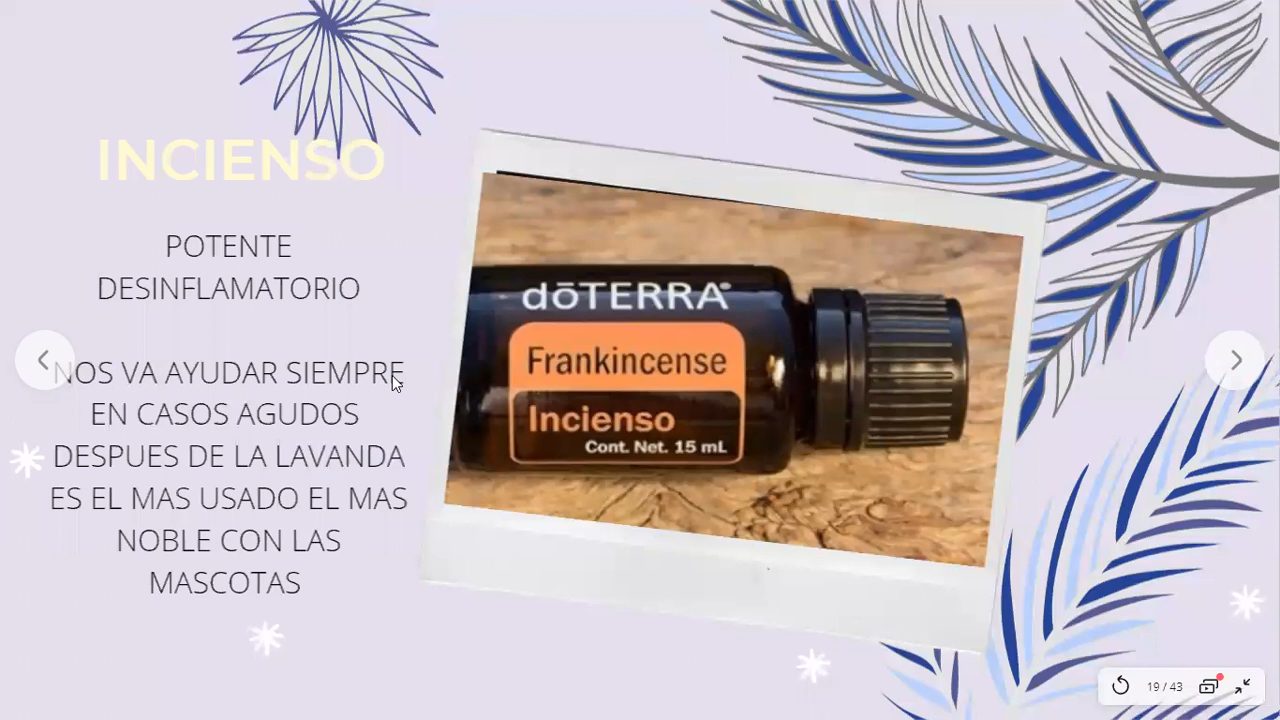 INCIENSO
POTENTE
DESINFLAMATORIO
NOS VA AYUDAR SIEMPRE
EN CASOS AGUDOS
DESPUES DE LA LAVANDA
ES EL MAS USADO EL MAS
NOBLE CON LAS
MASCOTAS
dōTERRA®
Frankincense
Incienso
Cont. Net. 15 mL
19 / 43